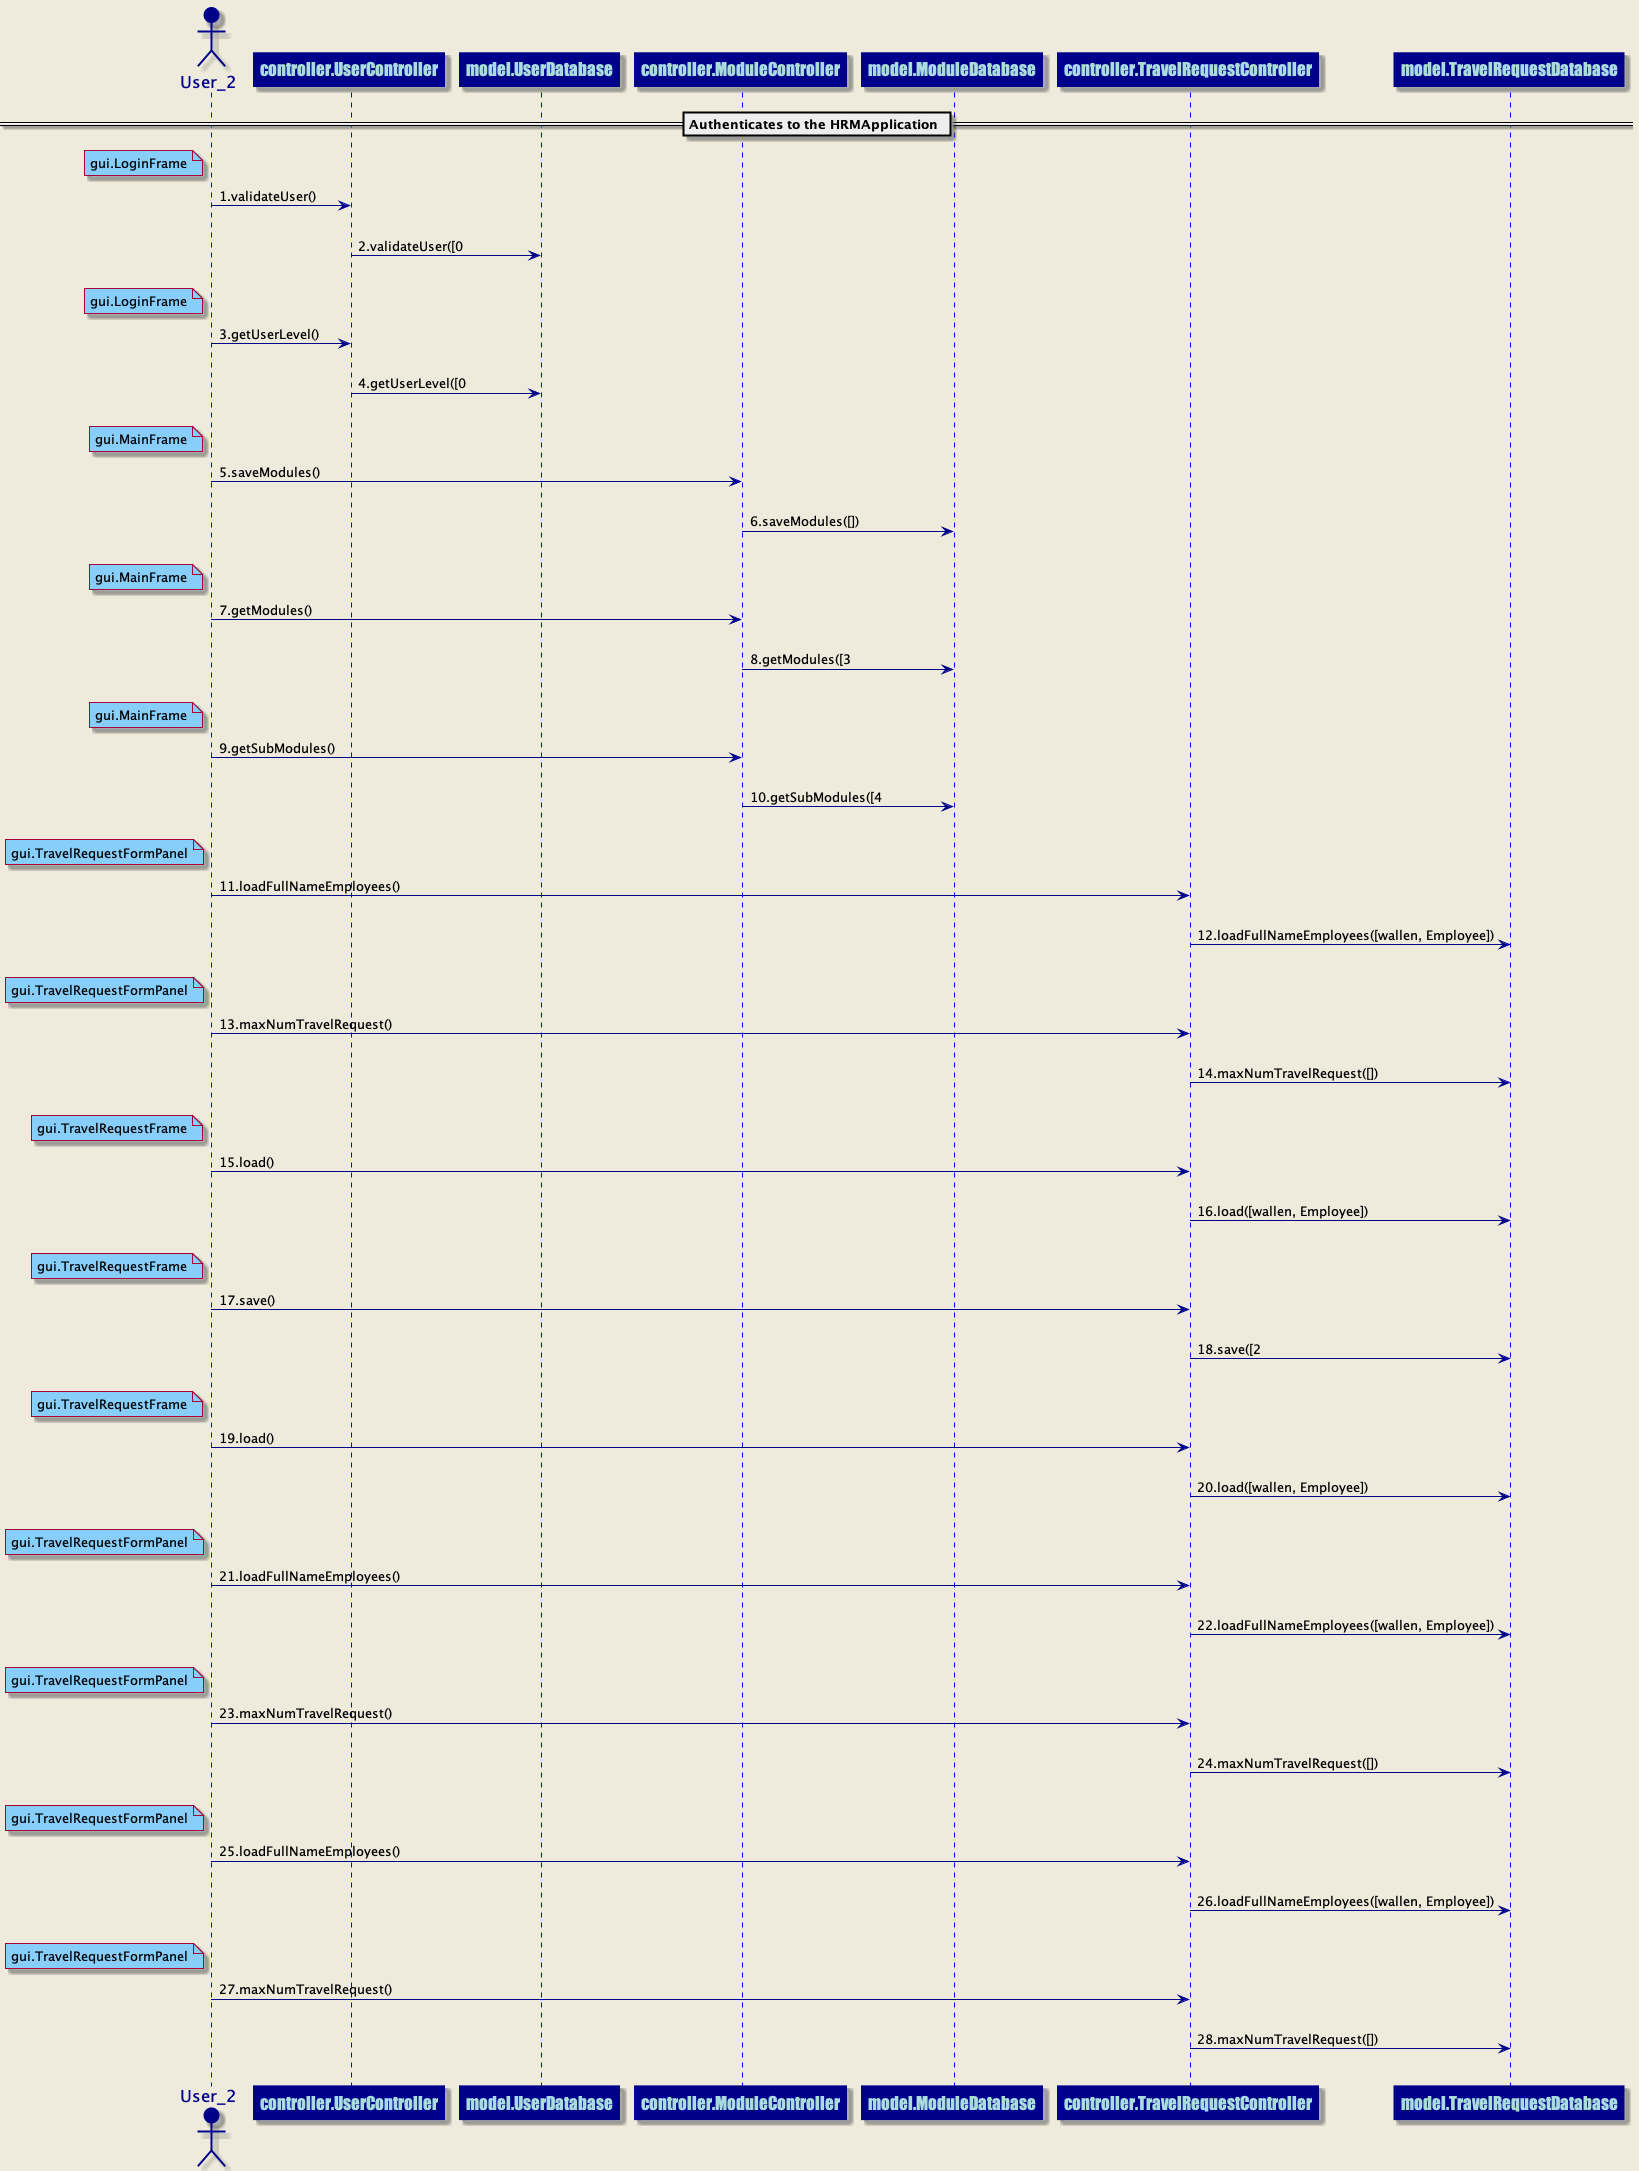 User_2
controller.UserController
model.UserDatabase
controller.ModuleController
model.ModuleDatabase
controller.TravelRequestController
model.TravelRequestDatabase
Authenticates to the HRMApplication
gui.LoginFrame
1.validateUser()
2.validateUser([0
gui.LoginFrame
3.getUserLevel()
4.getUserLevel([0
gui.MainFrame
5.saveModules()
6.saveModules([])
gui.MainFrame
7.getModules()
8.getModules([3
gui.MainFrame
9.getSubModules()
10.getSubModules([4
gui.TravelRequestFormPanel
11.loadFullNameEmployees()
12.loadFullNameEmployees([wallen, Employee])
gui.TravelRequestFormPanel
13.maxNumTravelRequest()
14.maxNumTravelRequest([])
gui.TravelRequestFrame
15.load()
16.load([wallen, Employee])
gui.TravelRequestFrame
17.save()
18.save([2
gui.TravelRequestFrame
19.load()
20.load([wallen, Employee])
gui.TravelRequestFormPanel
21.loadFullNameEmployees()
22.loadFullNameEmployees([wallen, Employee])
gui.TravelRequestFormPanel
23.maxNumTravelRequest()
24.maxNumTravelRequest([])
gui.TravelRequestFormPanel
25.loadFullNameEmployees()
26.loadFullNameEmployees([wallen, Employee])
gui.TravelRequestFormPanel
27.maxNumTravelRequest()
28.maxNumTravelRequest([])
User_2
controller.UserController
model.UserDatabase
controller.ModuleController
model.ModuleDatabase
controller.TravelRequestController
model.TravelRequestDatabase